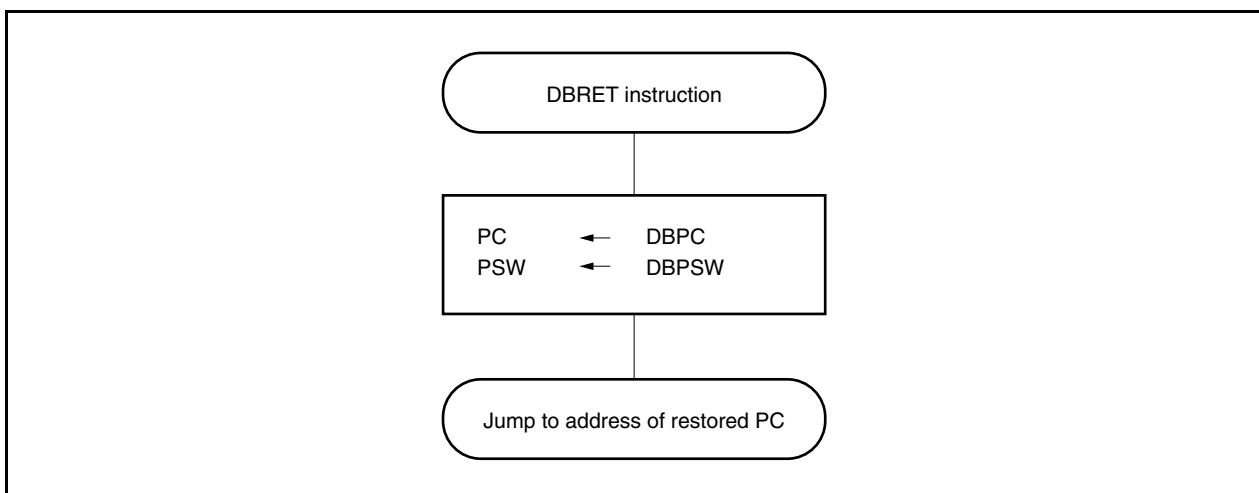 DBRET instruction
PC ← DBPC
PSW ← DBPSW
Jump to address of restored PC